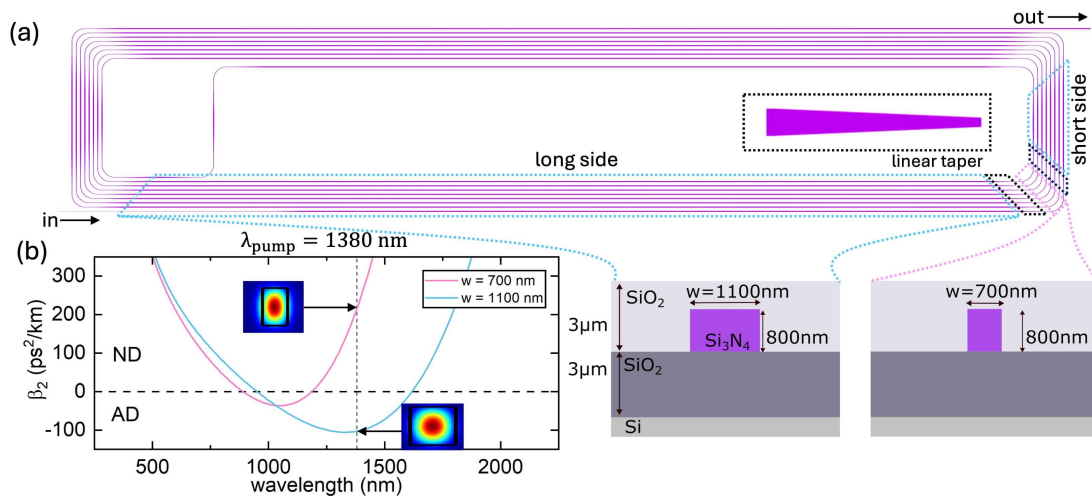 (a)
out
short side
long side
linear taper
in
(b)
λpump = 1380 nm
300
200
100
0
-100
β₂ (ps²/km)
ND
AD
w = 700 nm
w = 1100 nm
500
1000
1500
2000
wavelength (nm)
SiO₂
w=1100nm
3μm
Si₃N₄
800nm
3μm
SiO₂
Si
w=700nm
800nm